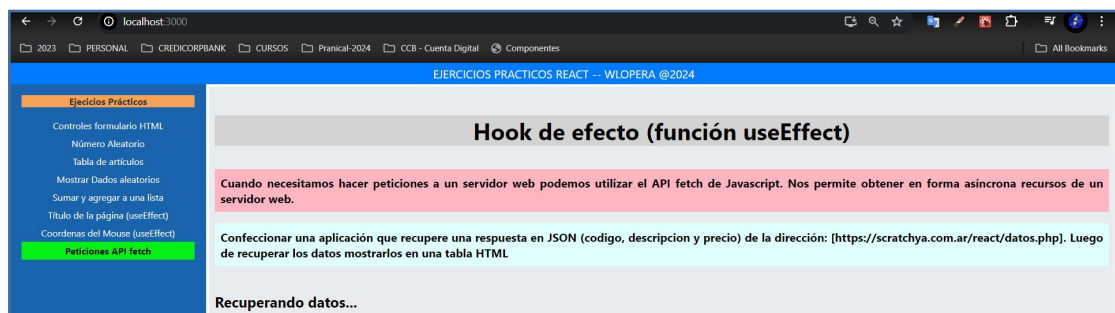 localhost:3000
2023 PERSONAL CREDICORPBANK CURSOS Pranical-2024 CCB - Cuenta Digital Componentes All Bookmarks
EJERCICIOS PRACTICOS REACT -- WLOPERA @2024
Ejecicios Prácticos
Controles formulario HTML
Número Aleatorio
Tabla de artículos
Mostrar Dados aleatorios
Sumar y agregar a una lista
Título de la página (useEffect)
Coordenas del Mouse (useEffect)
Peticiones API fetch
Hook de efecto (función useEffect)
Cuando necesitamos hacer peticiones a un servidor web podemos utilizar el API fetch de Javascript. Nos permite obtener en forma asíncrona recursos de un
servidor web.
Confeccionar una aplicación que recupere una respuesta en JSON (codigo, descripcion y precio) de la dirección: [https://scratchya.com.ar/react/datos.php]. Luego
de recuperar los datos mostrarlos en una tabla HTML
Recuperando datos...